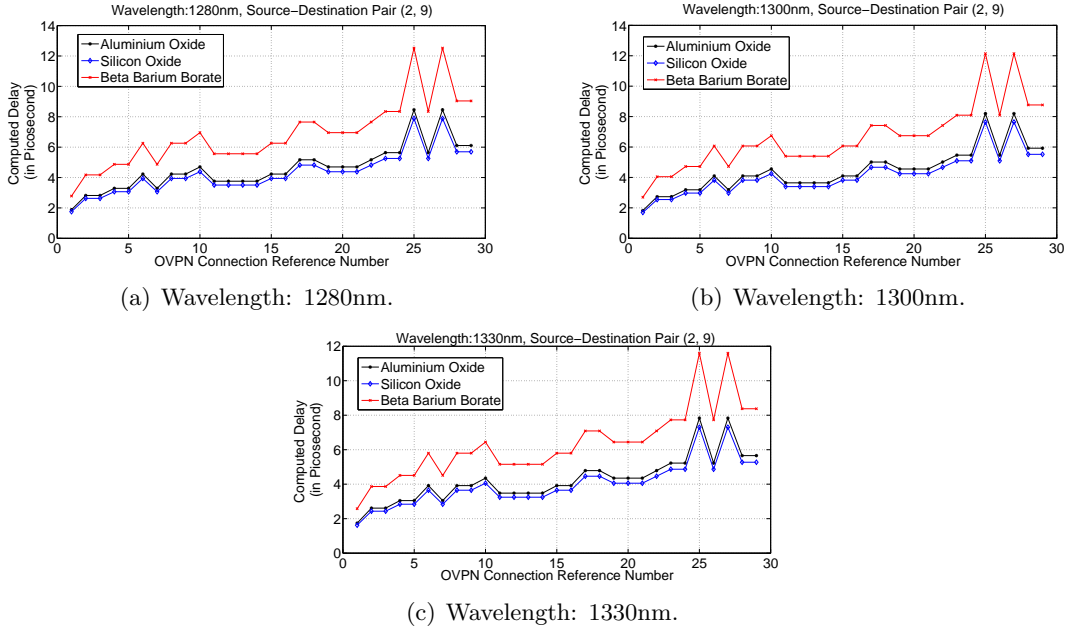 Wavelength:1280nm, Source−Destination Pair (2, 9)
14
12
10
8
6
4
2
0
Computed Delay
(in Picosecond)
Aluminium Oxide
Silicon Oxide
Beta Barium Borate
0 5 10 15 20 25 30
OVPN Connection Reference Number
(a) Wavelength: 1280nm.
Wavelength:1300nm, Source−Destination Pair (2, 9)
14
12
10
8
6
4
2
0
Computed Delay
(in Picosecond)
Aluminium Oxide
Silicon Oxide
Beta Barium Borate
0 5 10 15 20 25 30
OVPN Connection Reference Number
(b) Wavelength: 1300nm.
Wavelength:1330nm, Source−Destination Pair (2, 9)
12
10
8
6
4
2
0
Computed Delay
(in Picosecond)
Aluminium Oxide
Silicon Oxide
Beta Barium Borate
0 5 10 15 20 25 30
OVPN Connection Reference Number
(c) Wavelength: 1330nm.